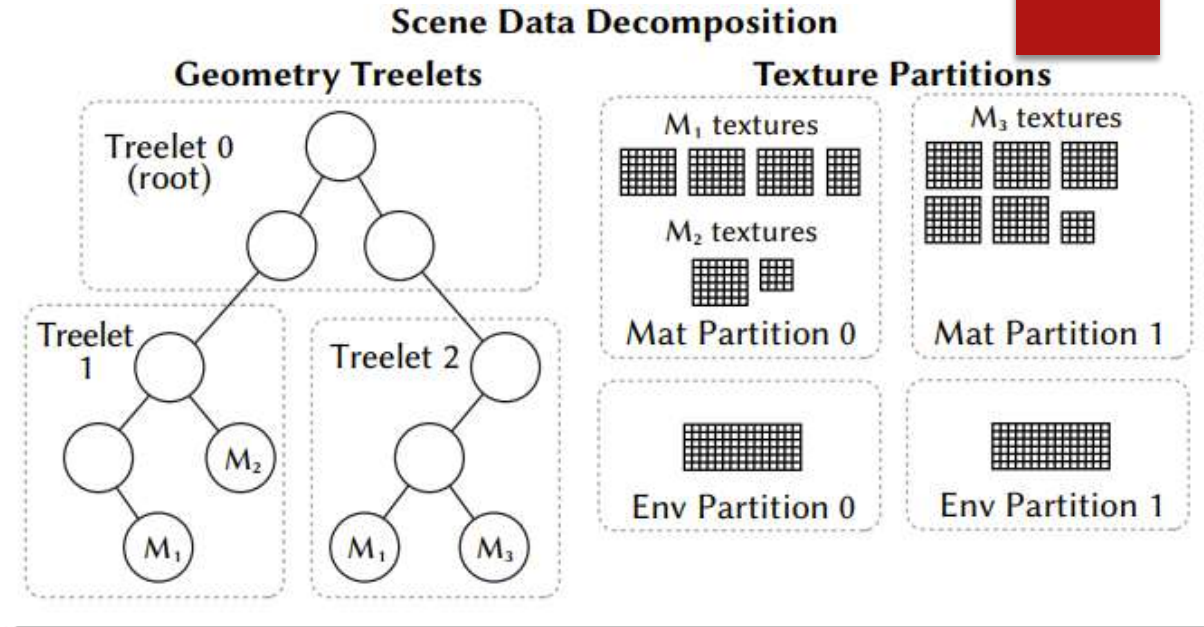 Scene Data Decomposition
Geometry Treelets
Treelet 0
(root)
Treelet
1
M₂
M₁
Treelet 2
M₁
M₃
Texture Partitions
M₁ textures
M₂ textures
Mat Partition 0
M₃ textures
Mat Partition 1
Env Partition 0
Env Partition 1